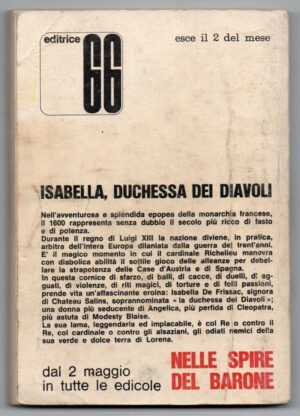 editrice
66
esce il 2 del mese
ISABELLA, DUCHESSA DEI DIAVOLI
Nell'avventurosa e splendida epopea della monarchia francese,
il 1600 rappresenta senza dubbio il secolo più ricco di fasto
e di potenza.
Durante il regno di Luigi XIII la nazione diviene, in pratica,
arbitra dell'intera Europa dilaniata dalla guerra dei trent'anni.
E' il magico momento in cui il cardinale Richelieu manovra
con diabolica abilità il sottile gioco delle alleanze per debel-
lare la strapotenza delle Case d'Austria e di Spagna.
In questa cornice di sfarzo, di balli, di cacce, di duelli, di ag-
guati, di violenze, di riti magici, di torture e di folli passioni,
prende vita un'affascinante eroina: Isabella De Frissac, signora
di Chateau Salins, soprannominata « la duchessa dei Diavoli »;
una donna più seducente di Angelica, più perfida di Cleopatra,
più astuta di Modesty Blaise.
La sua lama, leggendaria ed implacabile, è col Re o contro il
Re, col cardinale o contro gli alsaziani, gli odiati nemici della
sua verde e dolce terra di Lorena.
dal 2 maggio
in tutte le edicole
NELLE SPIRE
DEL BARONE